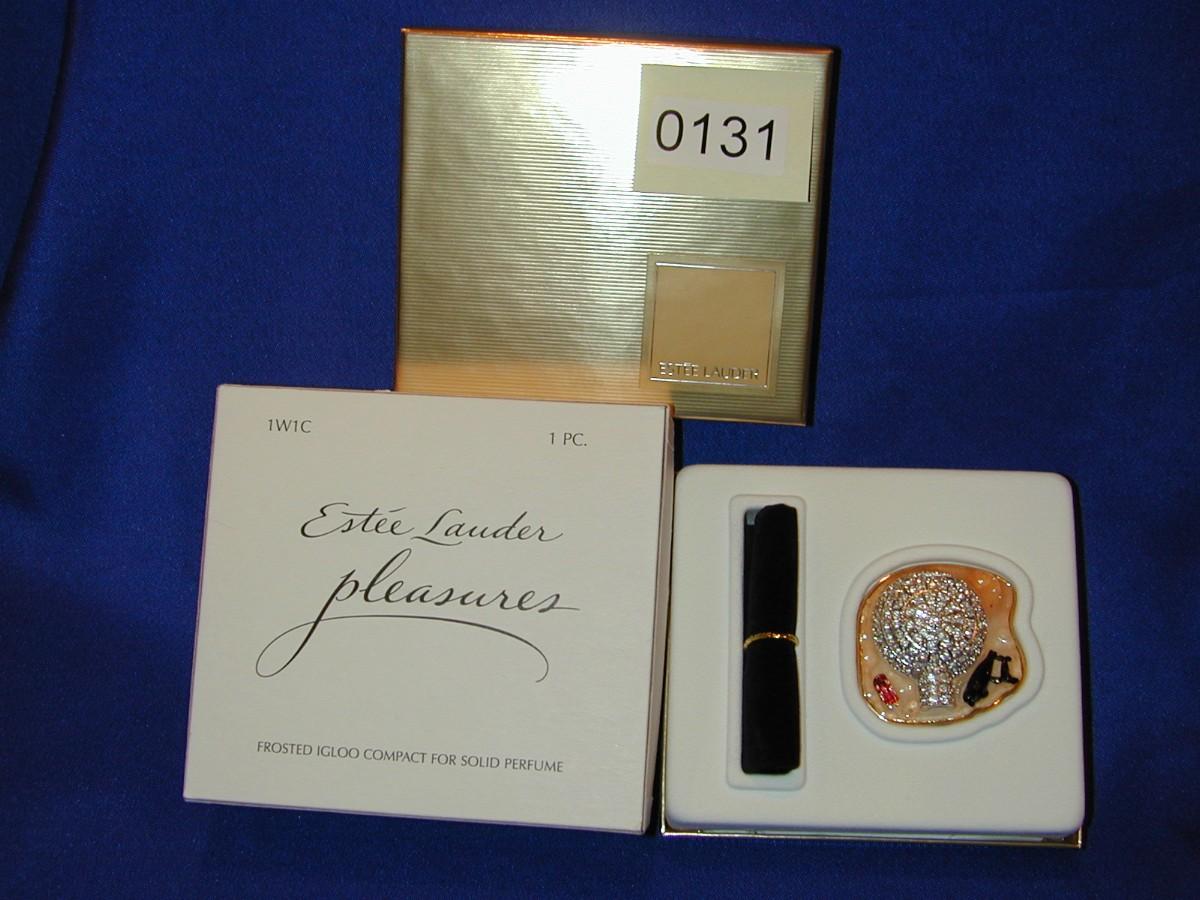 0131
ESTĒE LAUDER
1W1C
1 PC.
Estée Lauder
pleasures
FROSTED IGLOO COMPACT FOR SOLID PERFUME